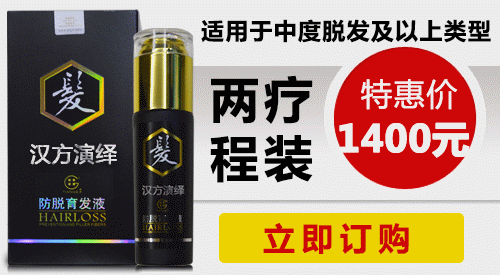 适用于中度脱发及以上类型
两疗
程装
特惠价
1400元
立即订购
髮
汉方演绎
防脱育发液
HAIRLOSS
髮
汉方演绎
HAIRLOSS